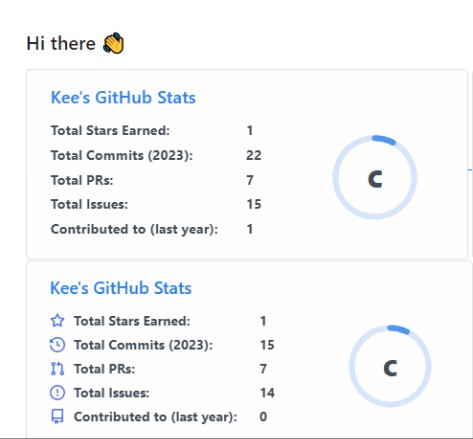 Hi there 👋
Kee's GitHub Stats
Total Stars Earned: 1
Total Commits (2023): 22
Total PRs: 7
Total Issues: 15
Contributed to (last year): 1
C
Kee's GitHub Stats
Total Stars Earned: 1
Total Commits (2023): 15
Total PRs: 7
Total Issues: 14
Contributed to (last year): 0
C